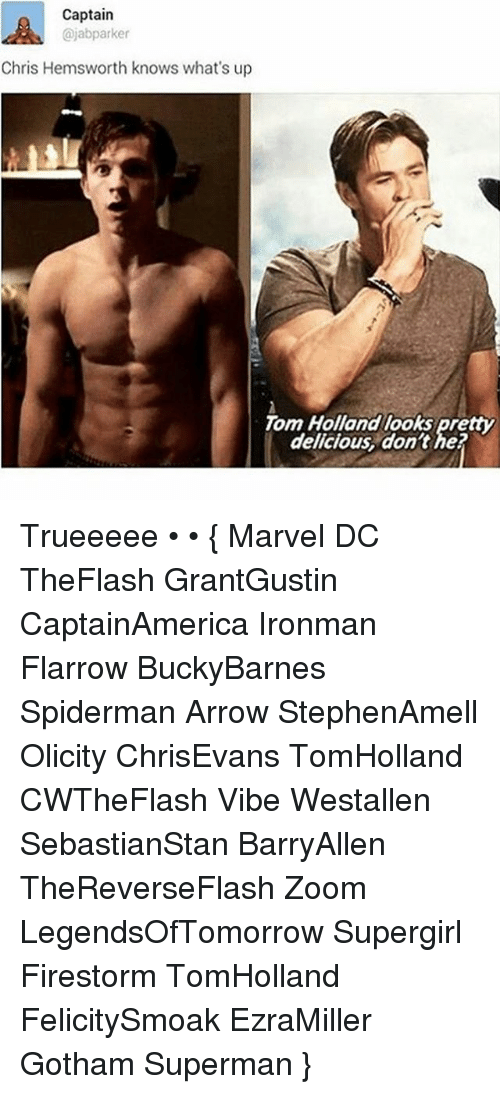 Captain
@jabparker
Chris Hemsworth knows what's up
Tom Holland looks pretty
delicious, don't he?
Trueeeee • • { Marvel DC
TheFlash GrantGustin
CaptainAmerica Ironman
Flarrow BuckyBarnes
Spiderman Arrow StephenAmell
Olicity ChrisEvans TomHolland
CWTheFlash Vibe Westallen
SebastianStan BarryAllen
TheReverseFlash Zoom
LegendsOfTomorrow Supergirl
Firestorm TomHolland
FelicitySmoak EzraMiller
Gotham Superman }